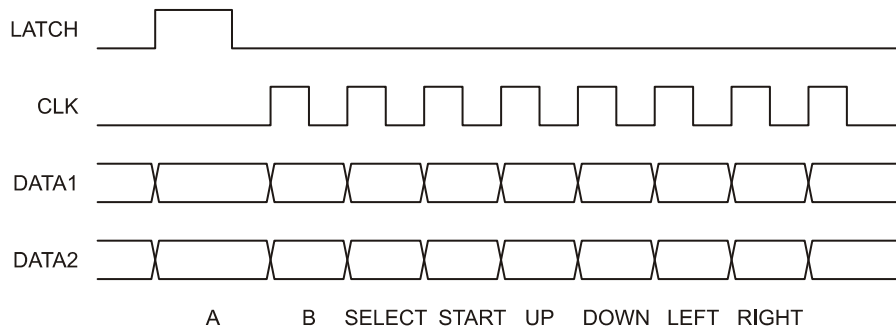 LATCH
CLK
DATA1
DATA2
A B SELECT START UP DOWN LEFT RIGHT